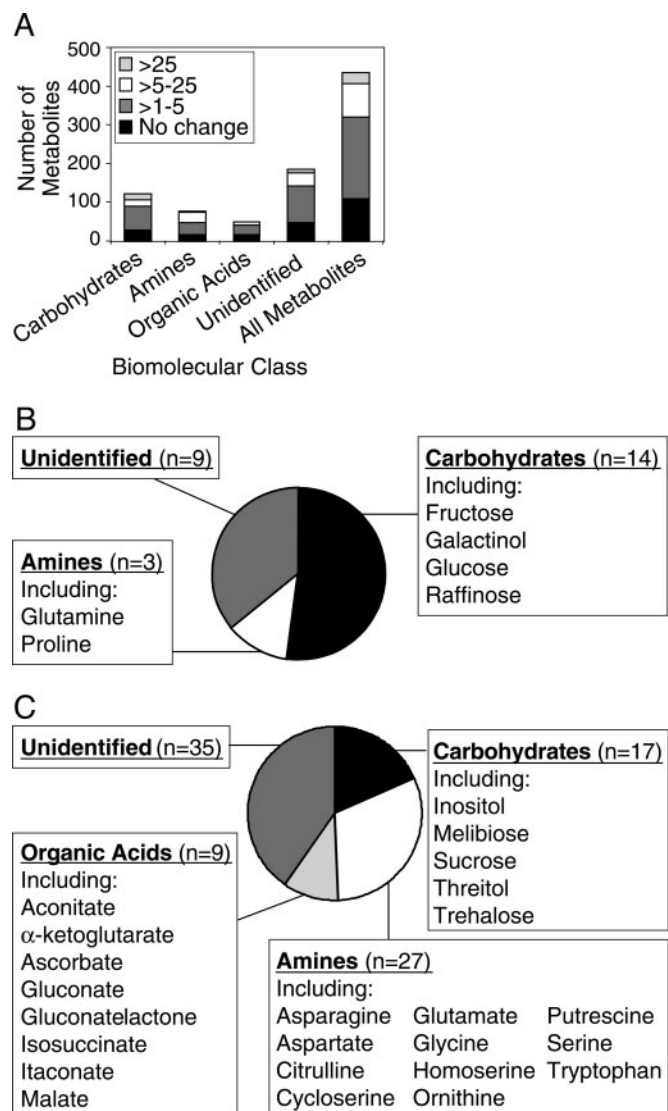 A
500
400
300
200
100
0
Number of
Metabolites
>25
>5-25
>1-5
No change
Carbohydrates
Amines
Organic Acids
Unidentified
All Metabolites
Biomolecular Class
B
Unidentified (n=9)
Carbohydrates (n=14)
Including:
Fructose
Galactinol
Glucose
Raffinose
Amines (n=3)
Including:
Glutamine
Proline
C
Unidentified (n=35)
Carbohydrates (n=17)
Including:
Inositol
Melibiose
Sucrose
Threitol
Trehalose
Organic Acids (n=9)
Including:
Aconitate
α-ketoglutarate
Ascorbate
Gluconate
Gluconatelactone
Isosuccinate
Itaconate
Malate
Amines (n=27)
Including:
Asparagine Glutamate Putrescine
Aspartate Glycine Serine
Citrulline Homoserine Tryptophan
Cycloserine Ornithine